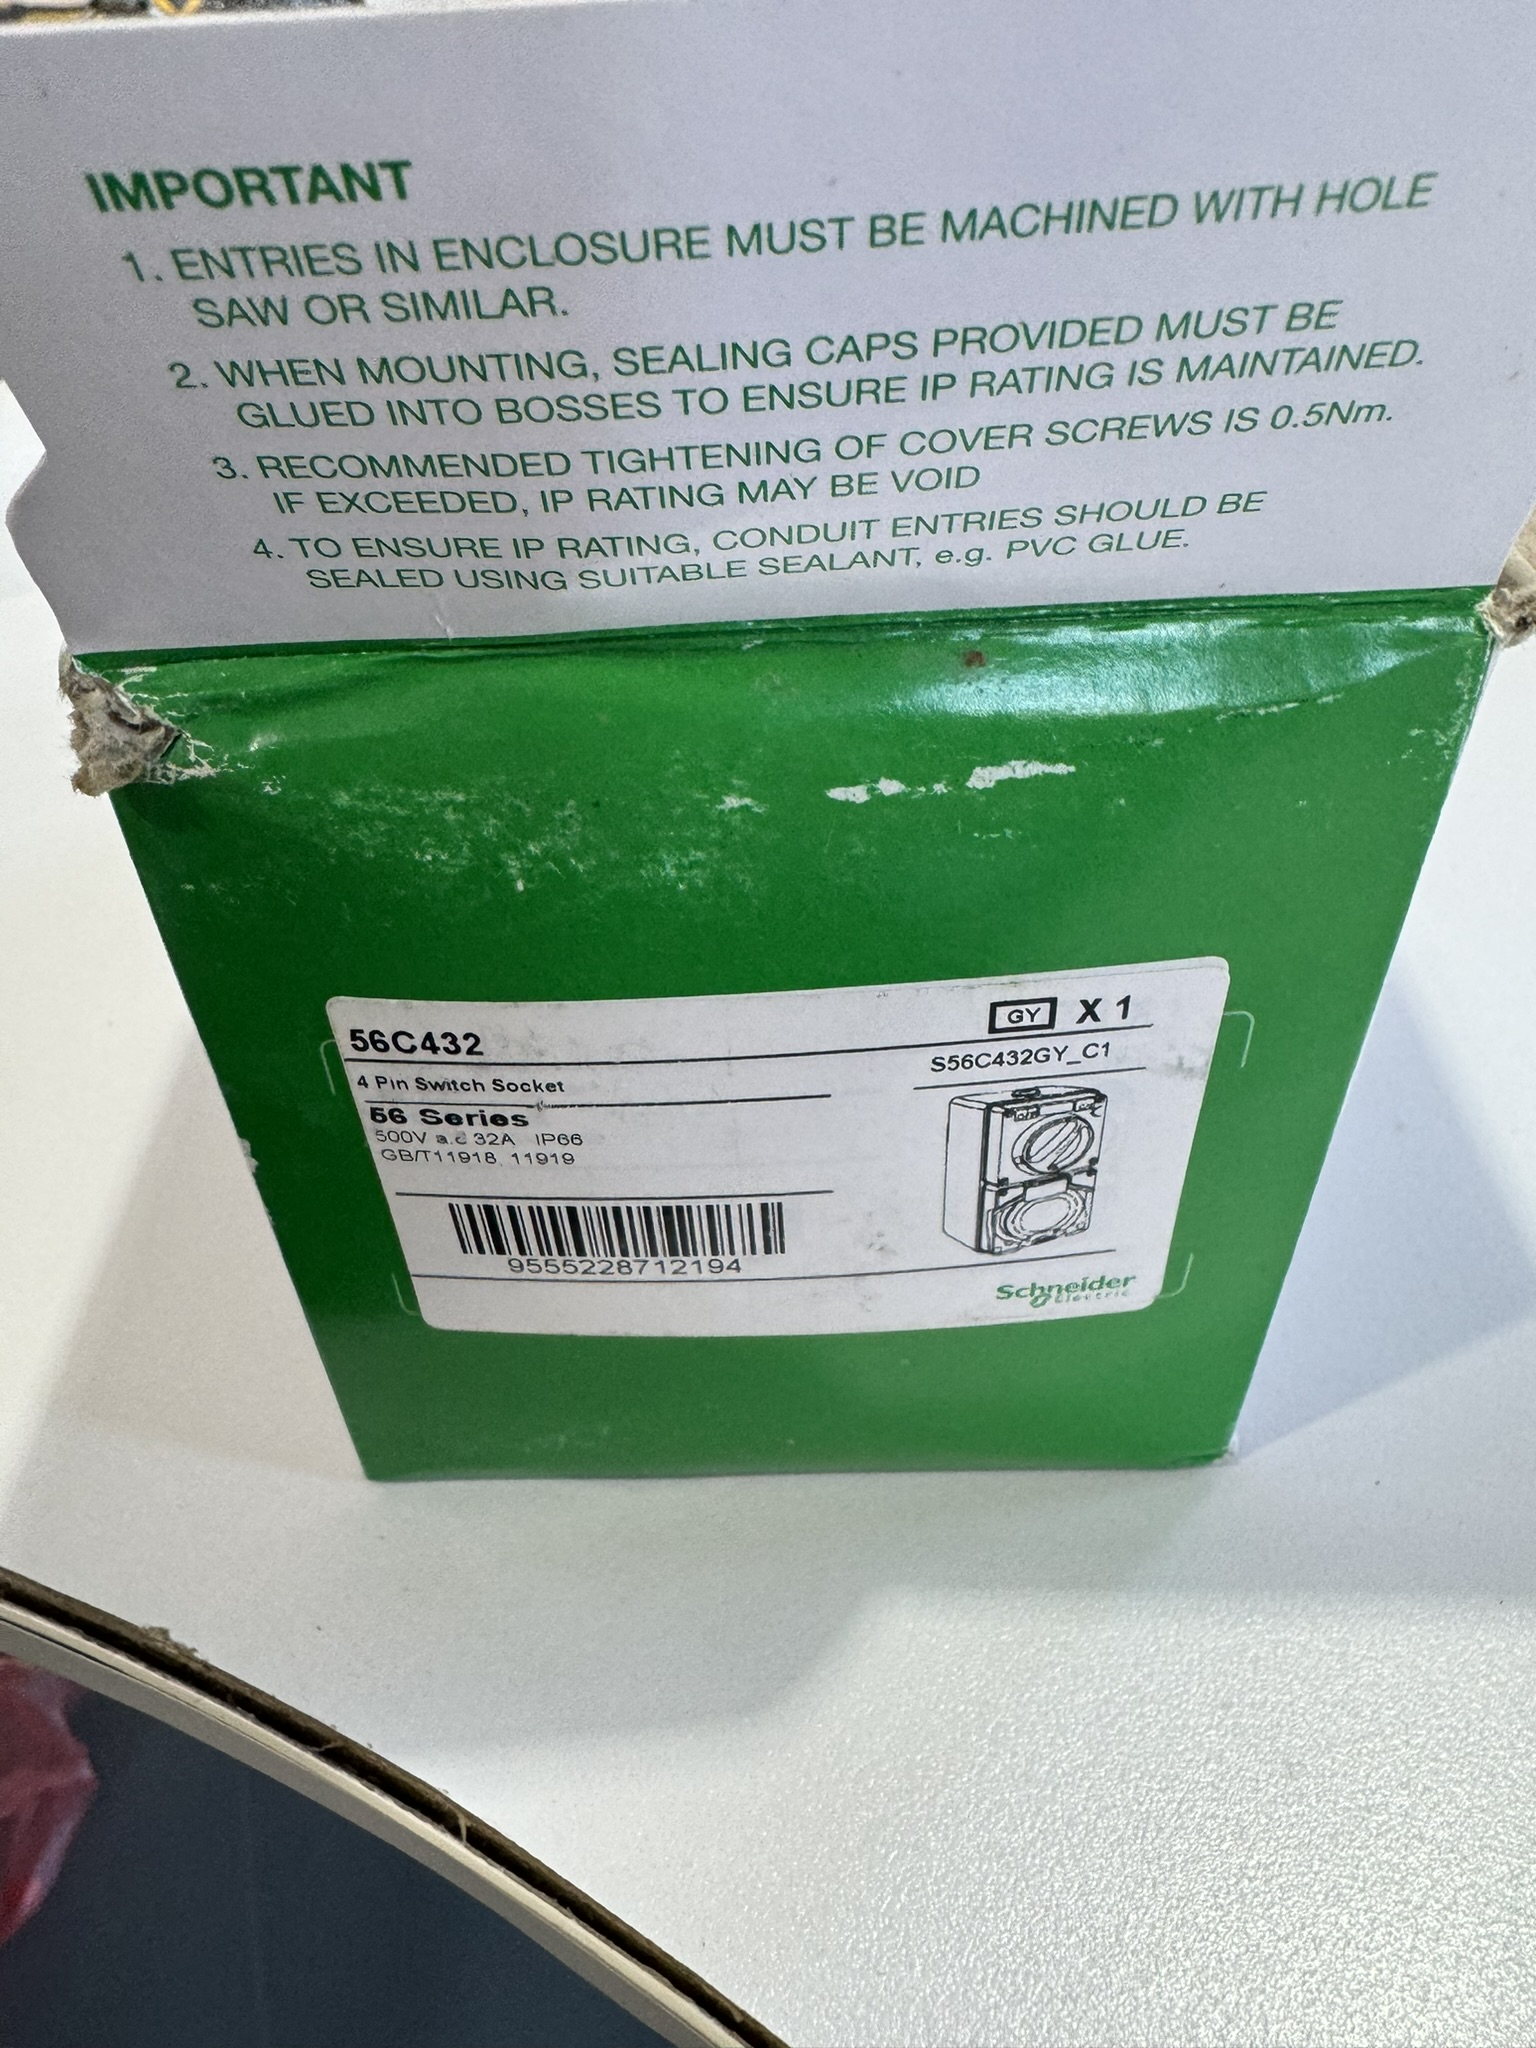 IMPORTANT
1. ENTRIES IN ENCLOSURE MUST BE MACHINED WITH HOLE
SAW OR SIMILAR.
2. WHEN MOUNTING, SEALING CAPS PROVIDED MUST BE
GLUED INTO BOSSES TO ENSURE IP RATING IS MAINTAINED.
3. RECOMMENDED TIGHTENING OF COVER SCREWS IS 0.5Nm.
IF EXCEEDED, IP RATING MAY BE VOID
4. TO ENSURE IP RATING, CONDUIT ENTRIES SHOULD BE
SEALED USING SUITABLE SEALANT, e.g. PVC GLUE.
56C432
GY X 1
S56C432GY_C1
4 Pin Switch Socket
56 Series
500V a.c 32A IP66
GB/T11918, 11919
9555228712194
Schneider
Electric